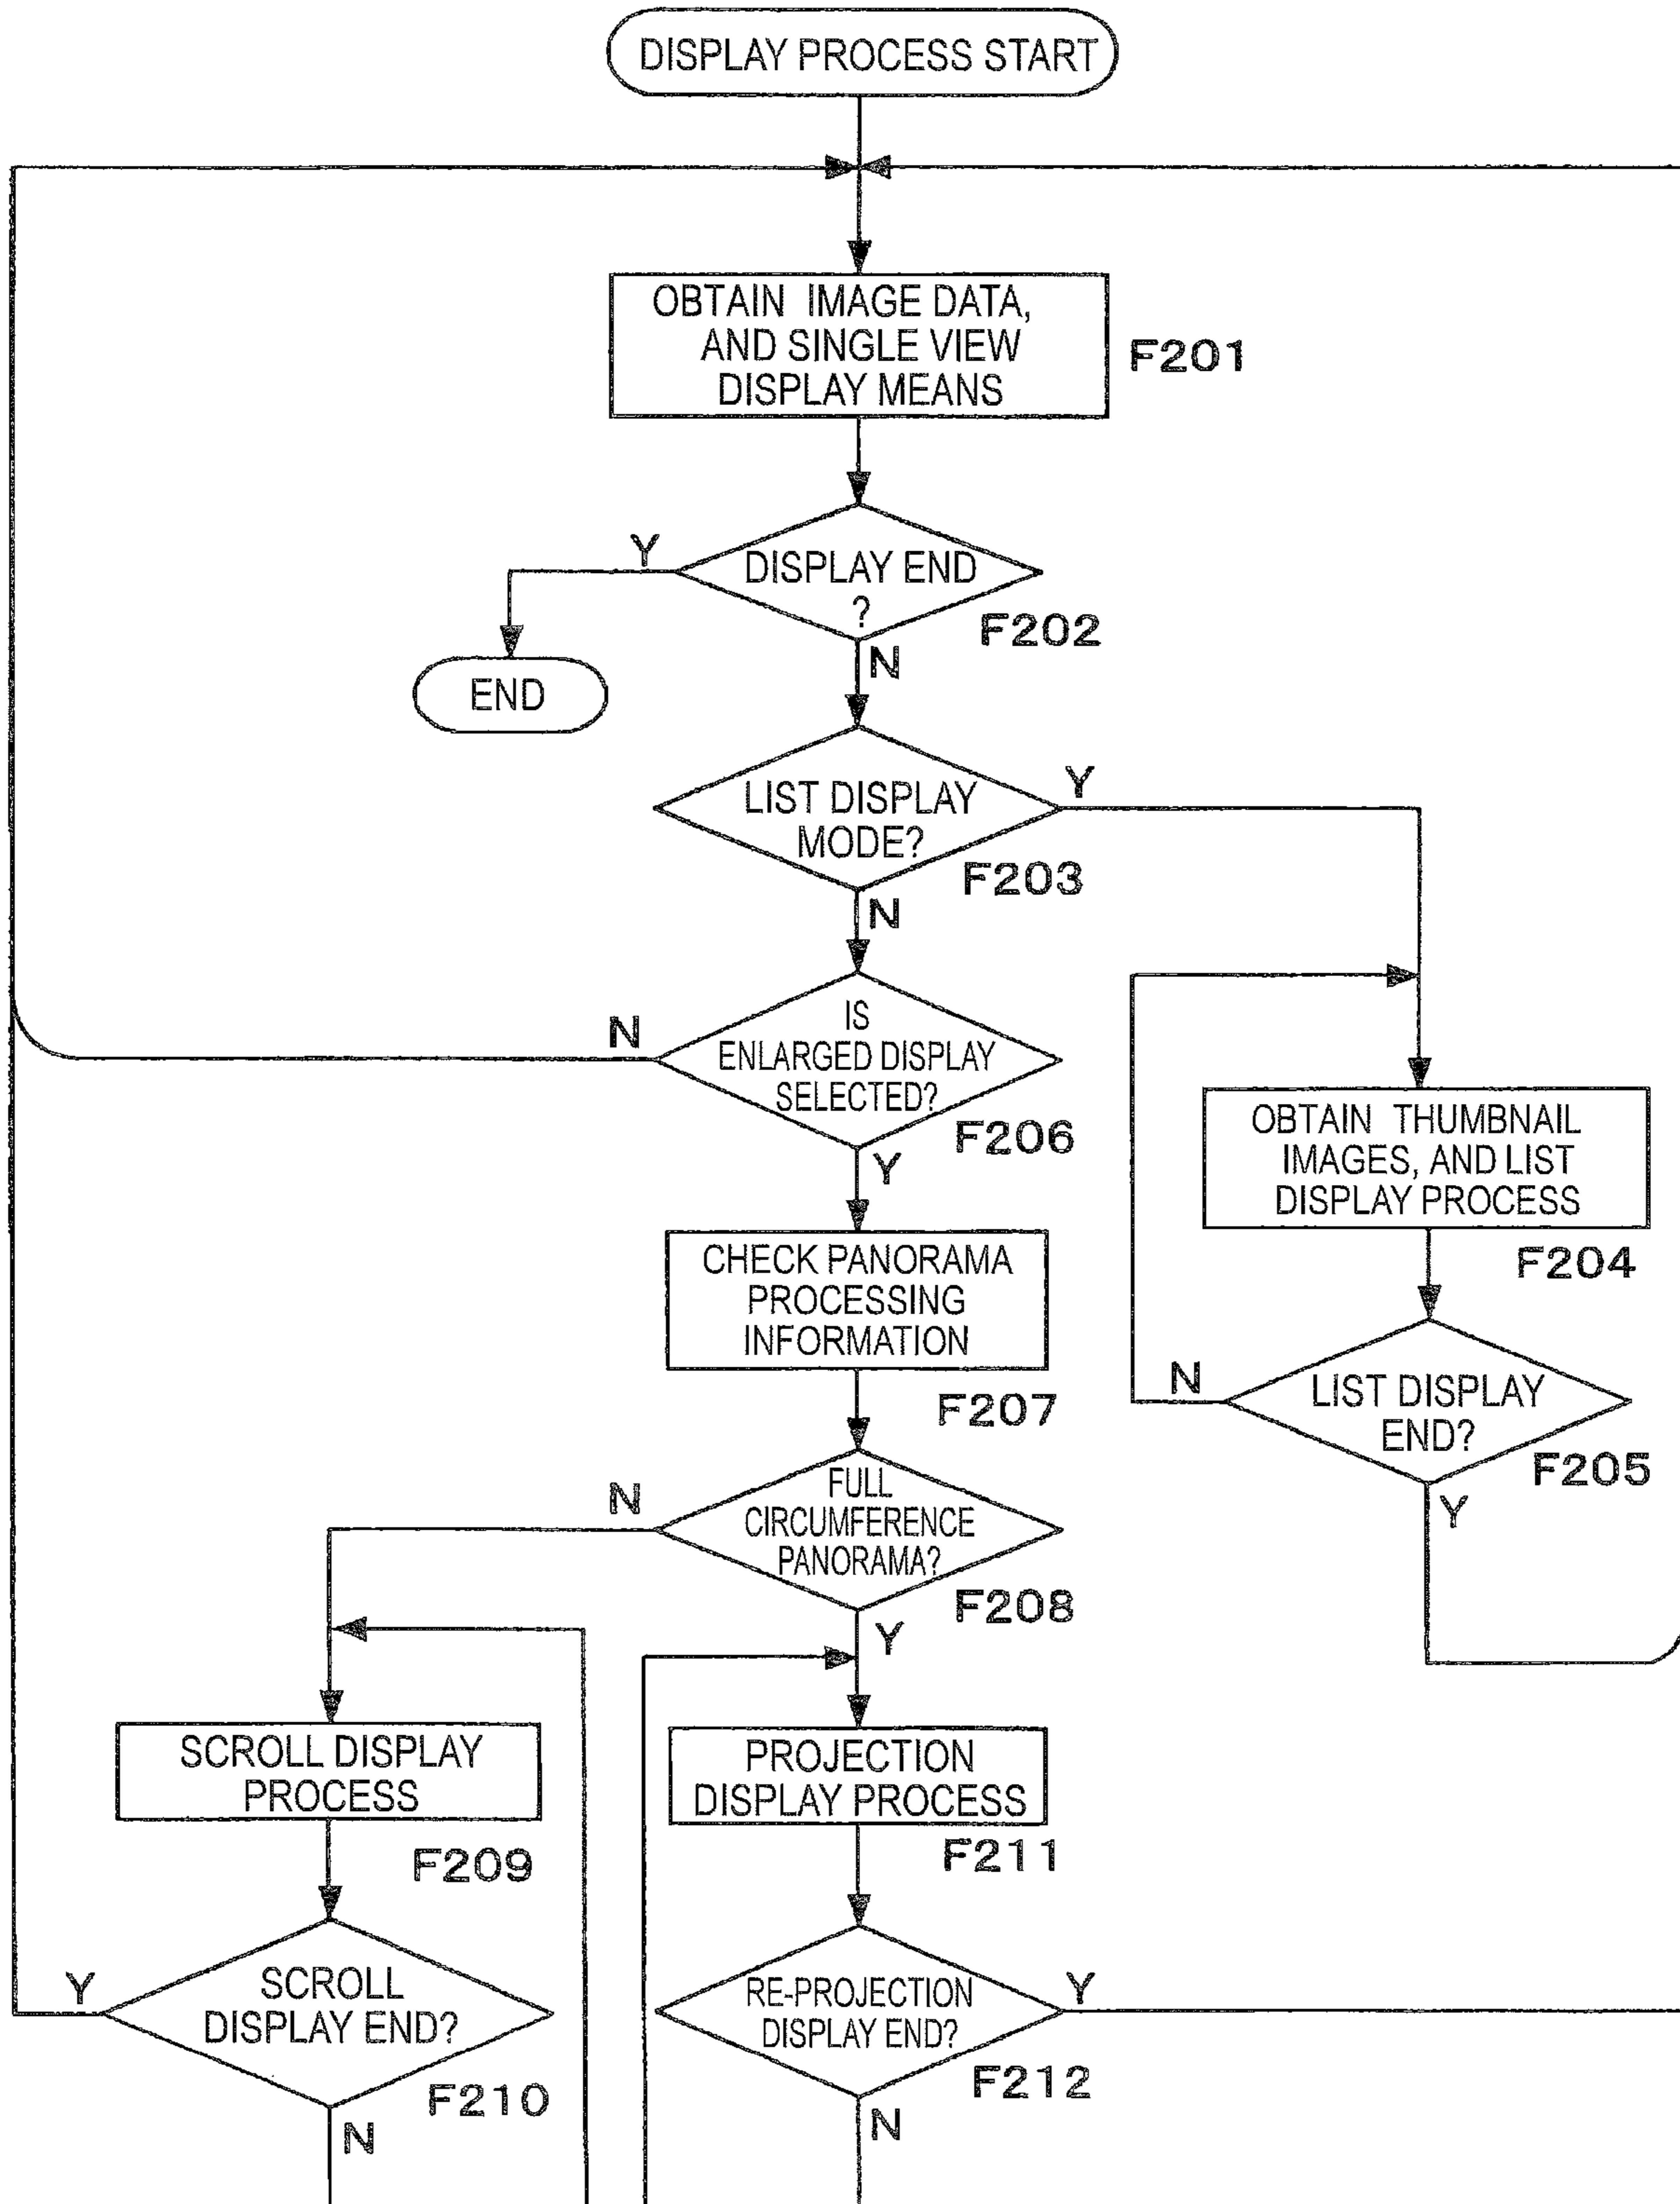 DISPLAY PROCESS START
OBTAIN IMAGE DATA,
AND SINGLE VIEW
DISPLAY MEANS
F201
Y
DISPLAY END
?
F202
N
END
LIST DISPLAY
MODE?
Y
F203
N
IS
ENLARGED DISPLAY
SELECTED?
N
F206
Y
OBTAIN THUMBNAIL
IMAGES, AND LIST
DISPLAY PROCESS
F204
CHECK PANORAMA
PROCESSING
INFORMATION
F207
N
LIST DISPLAY
END?
F205
Y
N
FULL
CIRCUMFERENCE
PANORAMA?
F208
Y
SCROLL DISPLAY
PROCESS
F209
PROJECTION
DISPLAY PROCESS
F211
Y
SCROLL
DISPLAY END?
F210
N
RE-PROJECTION
DISPLAY END?
Y
F212
N